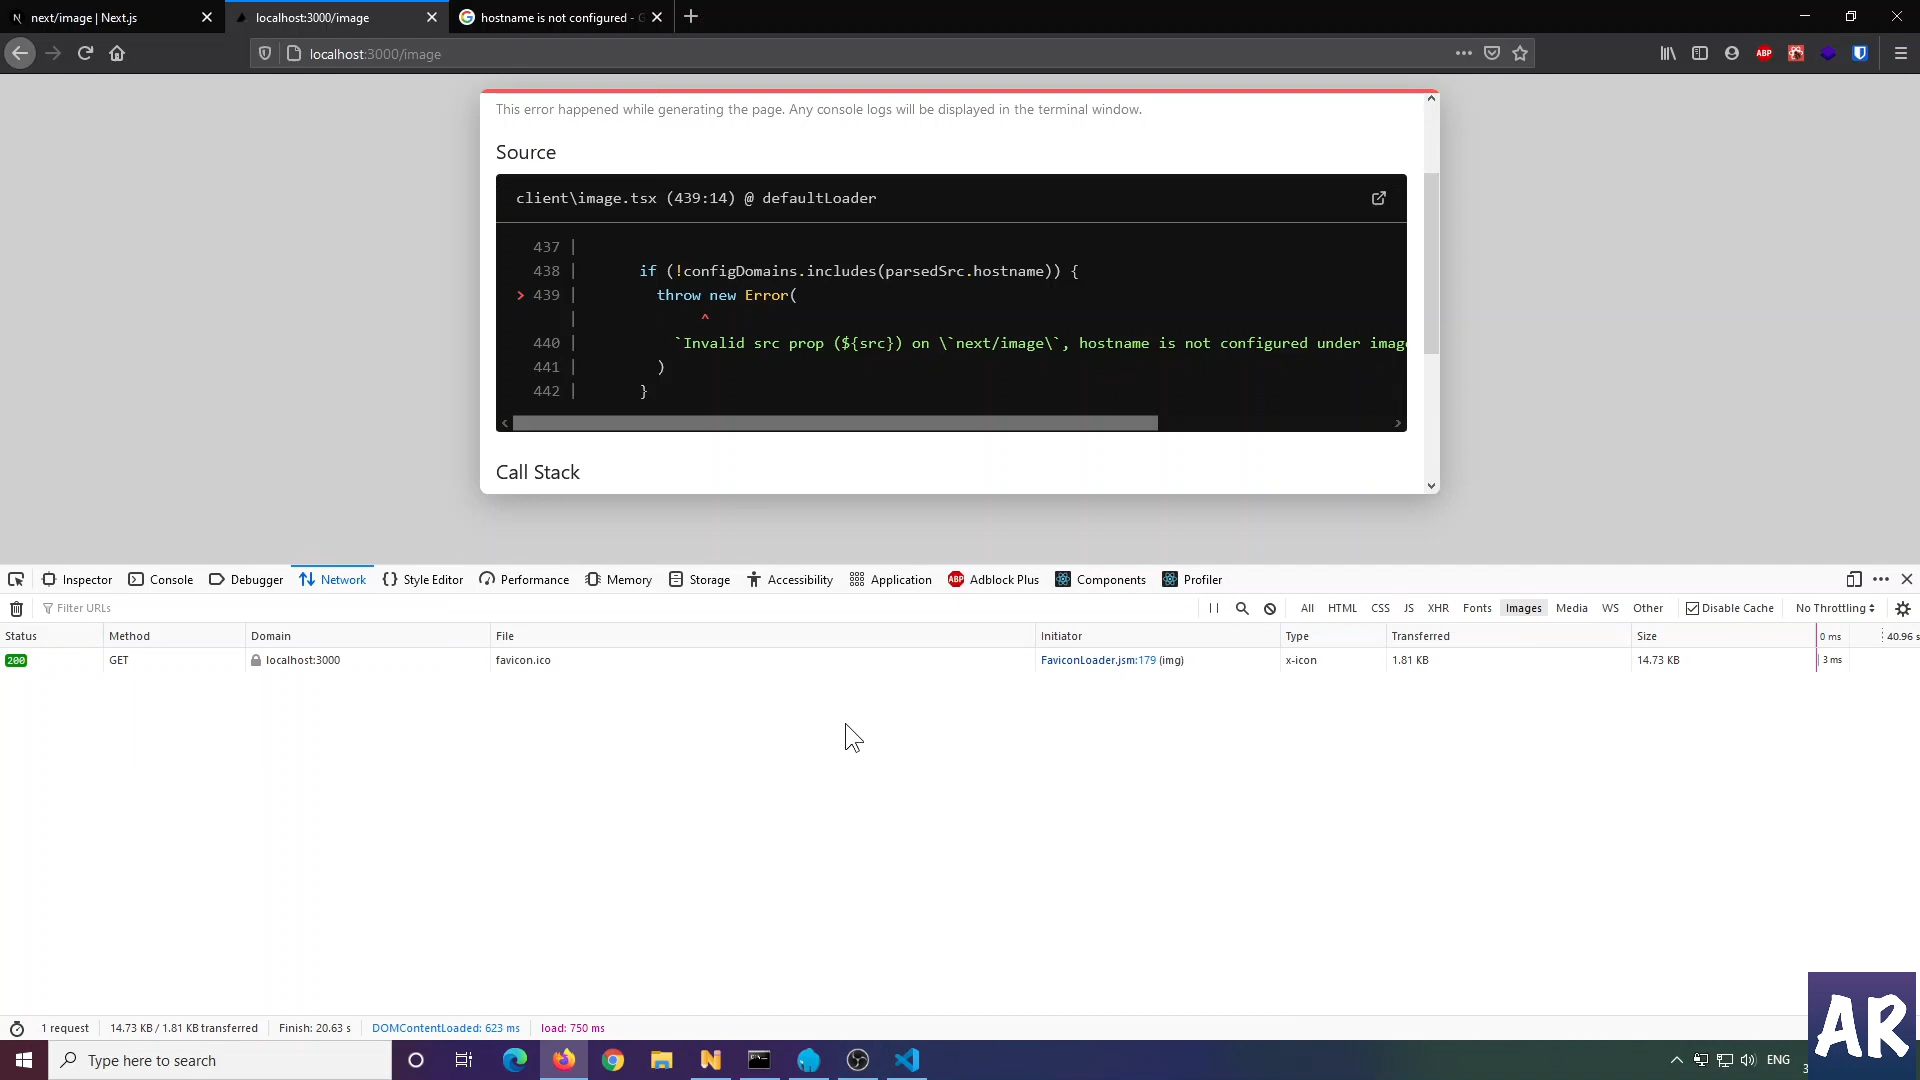 next/image | Next.js
localhost:3000/image
hostname is not configured - G
localhost:3000/image
ABP
This error happened while generating the page. Any console logs will be displayed in the terminal window.
Source
client\image.tsx (439:14) @ defaultLoader
437 |
438 | if (!configDomains.includes(parsedSrc.hostname)) {
> 439 | throw new Error(
| ^
440 | `Invalid src prop (${src}) on \`next/image\`, hostname is not configured under imag
441 | )
442 | }
Call Stack
Inspector Console Debugger Network Style Editor Performance Memory Storage Accessibility Application ABP Adblock Plus Components Profiler
Filter URLs All HTML CSS JS XHR Fonts Images Media WS Other Disable Cache No Throttling
Status Method Domain File Initiator Type Transferred Size 0 ms 40.96 s
200 GET localhost:3000 favicon.ico FaviconLoader.jsm:179 (img) x-icon 1.81 KB 14.73 KB 3 ms
1 request 14.73 KB / 1.81 KB transferred Finish: 20.63 s DOMContentLoaded: 623 ms load: 750 ms
AR
Type here to search
ENG